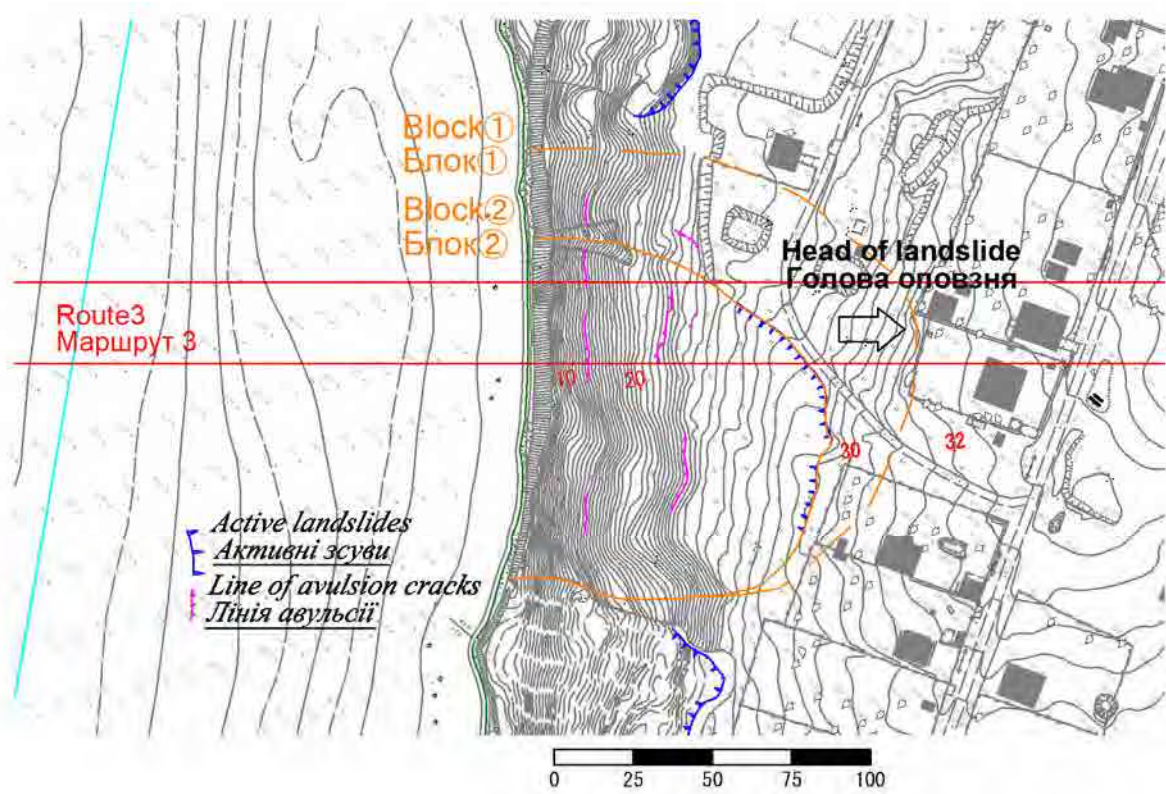 Block①
Блок①
Block②
Блок②
Head of landslide
Голова оповзня
Route3
Маршрут 3
10
20
30
32
Active landslides
Активні зсуви
Line of avulsion cracks
Лінія авульсії
0 25 50 75 100